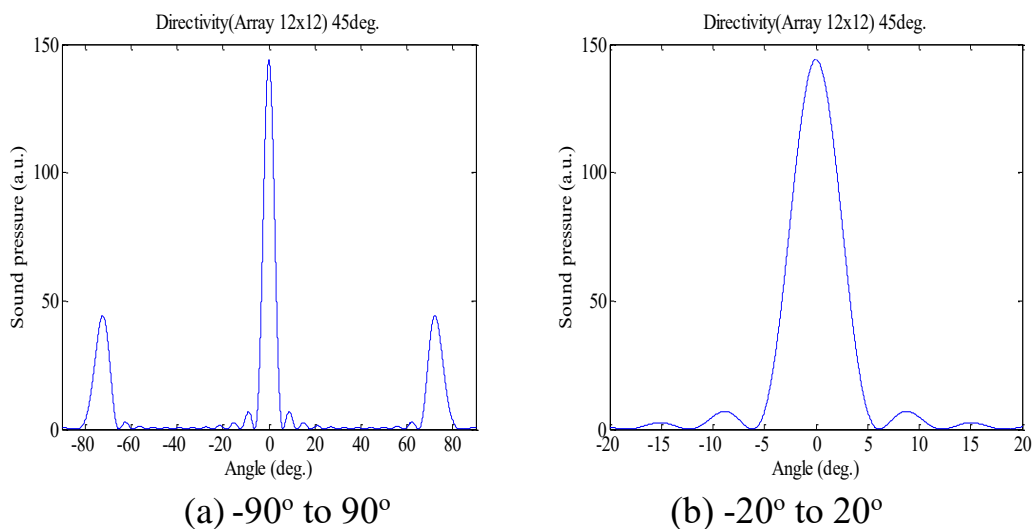 Directivity(Array 12x12) 45deg.
150
100
50
0
Sound pressure (a.u.)
-80 -60 -40 -20 0 20 40 60 80
Angle (deg.)
(a) -90º to 90º
Directivity(Array 12x12) 45deg.
150
100
50
0
Sound pressure (a.u.)
-20 -15 -10 -5 0 5 10 15 20
Angle (deg.)
(b) -20º to 20º